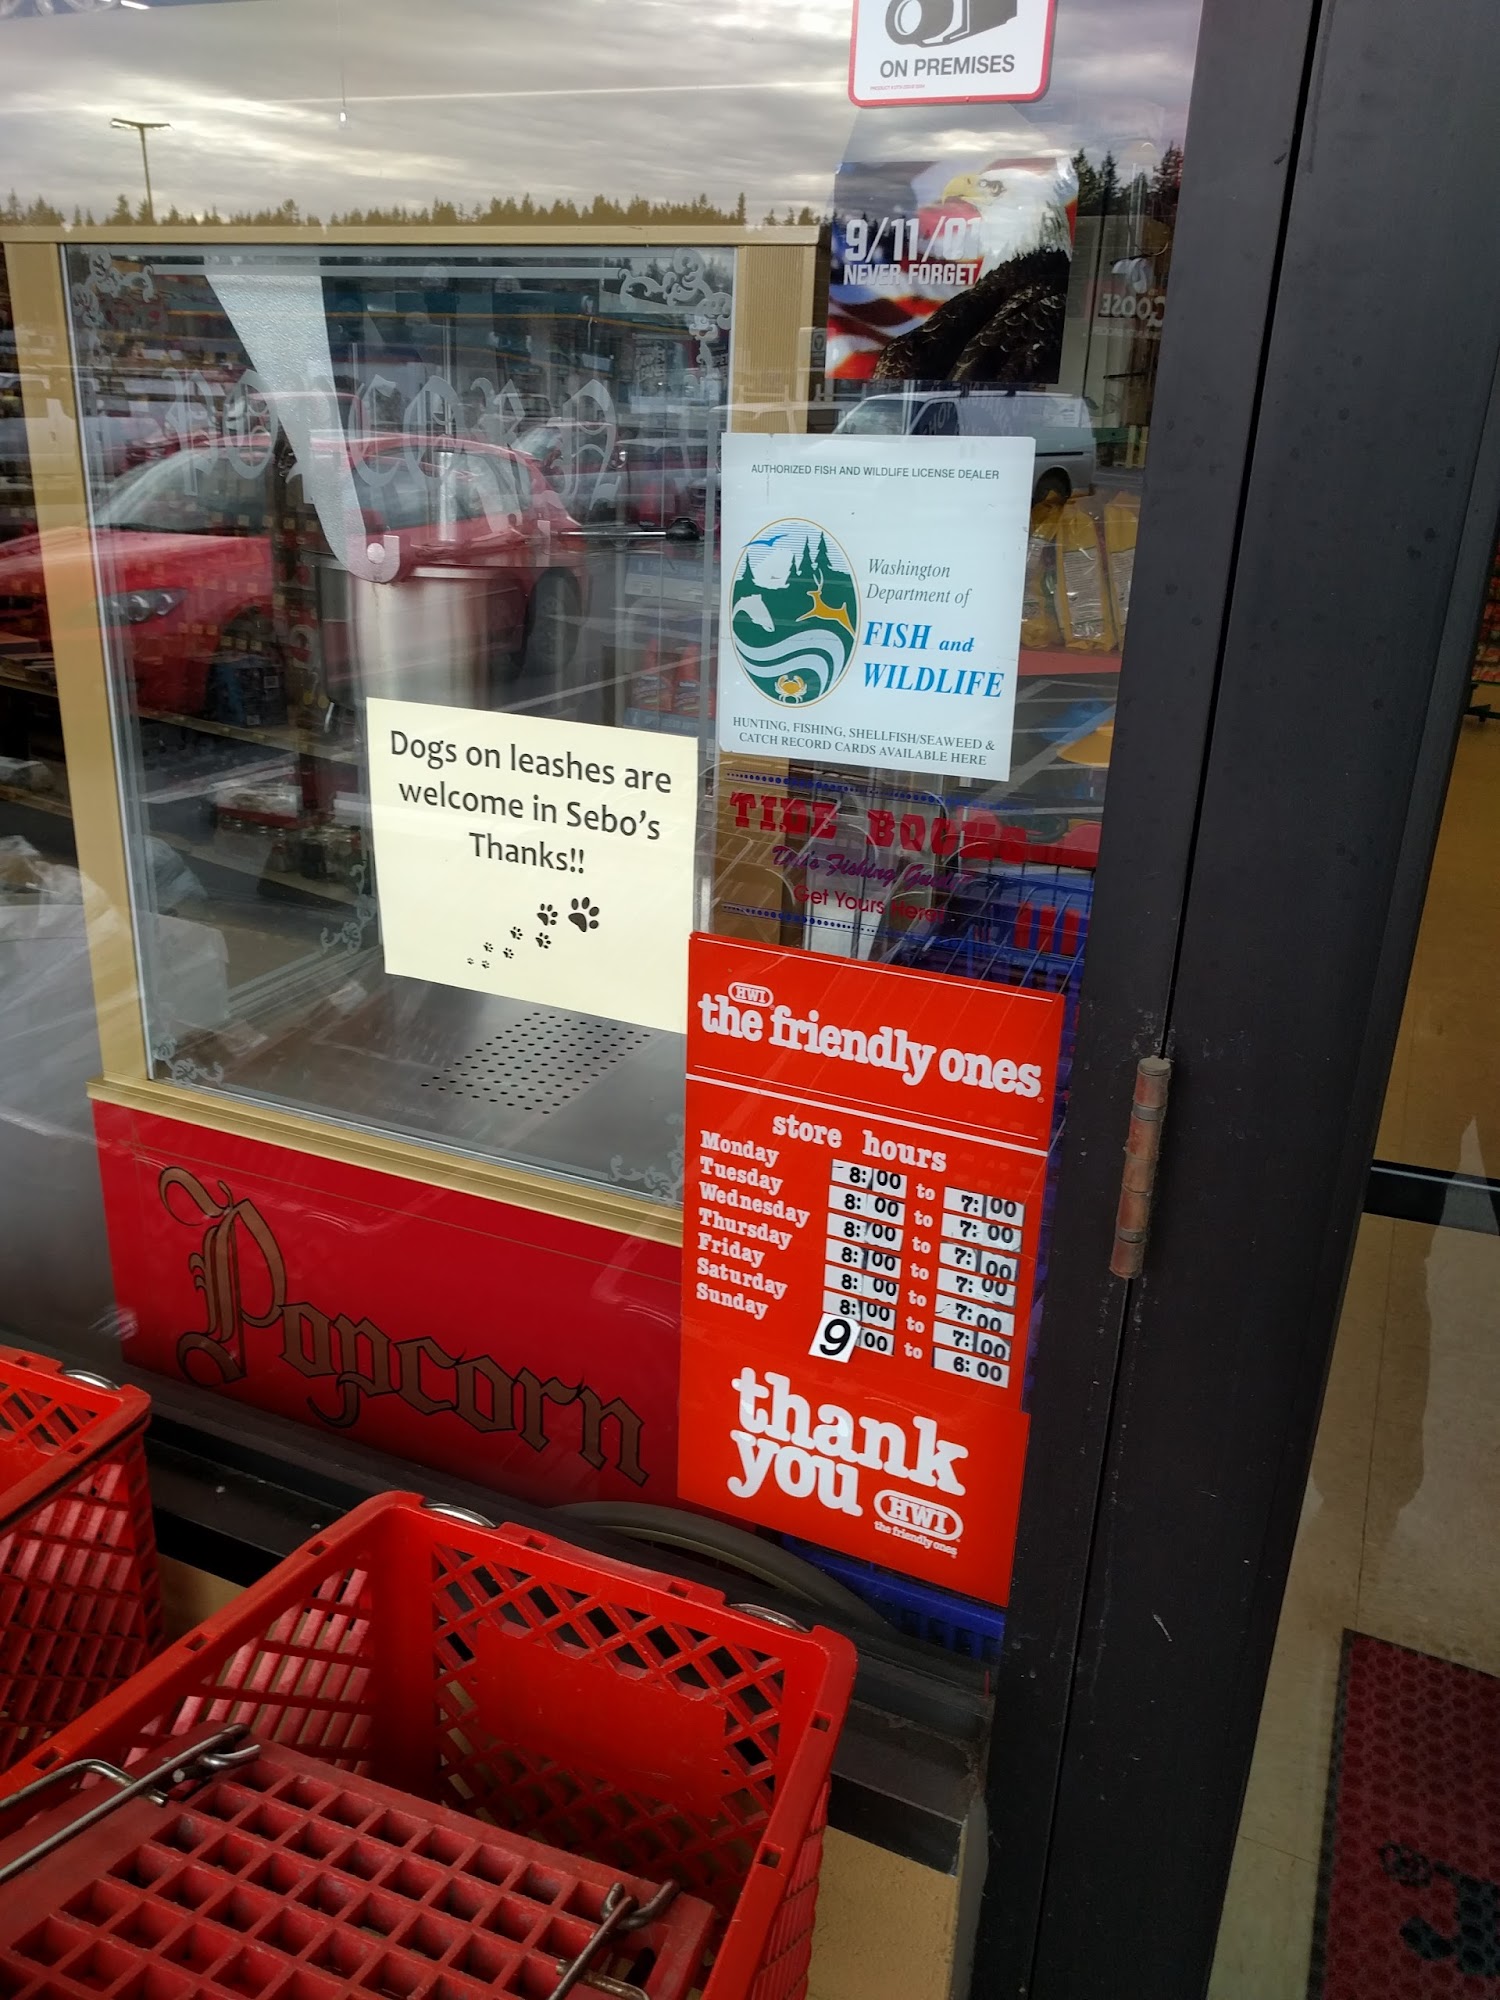 ON PREMISES
9/11/01
NEVER FORGET
popcorn
AUTHORIZED FISH AND WILDLIFE LICENSE DEALER
Washington
Department of
FISH and
WILDLIFE
HUNTING, FISHING, SHELLFISH/SEAWEED &
CATCH RECORD CARDS AVAILABLE HERE
Dogs on leashes are
welcome in Sebo's
Thanks!!
TIDE BOOKS
Fishing
Get Yours Here!
HWI
the friendly ones
store hours
Monday 8:00 to 7:00
Tuesday 8:00 to 7:00
Wednesday 8:00 to 7:00
Thursday 8:00 to 7:00
Friday 8:00 to 7:00
Saturday 8:00 to 7:00
Sunday 9:00 to 6:00
thank
you
HWI
the friendly ones
Popcorn